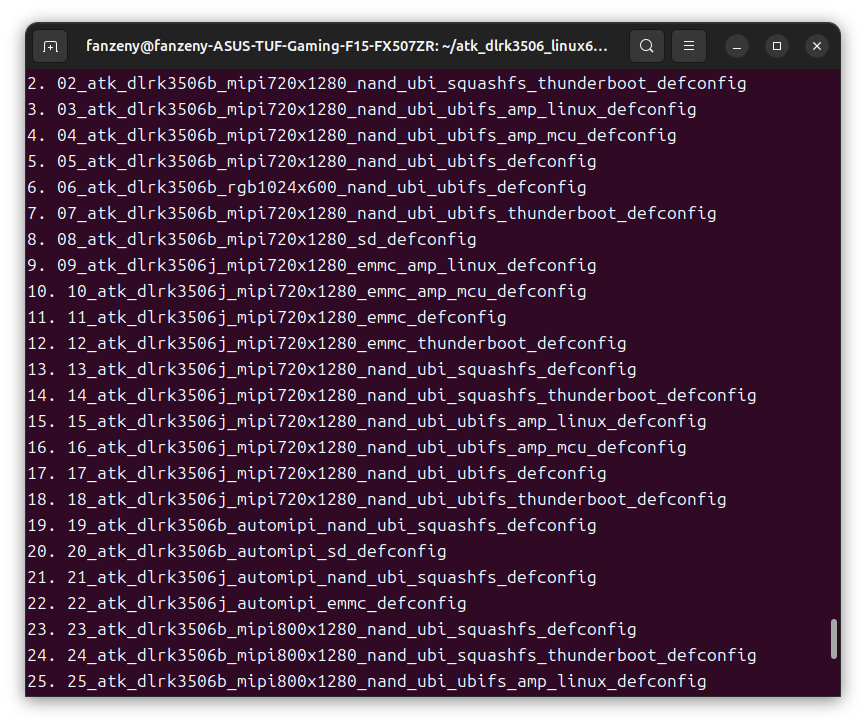 fanzeny@fanzeny-ASUS-TUF-Gaming-F15-FX507ZR: ~/atk_dlrk3506_linux6...
2. 02_atk_dlrk3506b_mipi720x1280_nand_ubi_squashfs_thunderboot_defconfig
3. 03_atk_dlrk3506b_mipi720x1280_nand_ubi_ubifs_amp_linux_defconfig
4. 04_atk_dlrk3506b_mipi720x1280_nand_ubi_ubifs_amp_mcu_defconfig
5. 05_atk_dlrk3506b_mipi720x1280_nand_ubi_ubifs_defconfig
6. 06_atk_dlrk3506b_rgb1024x600_nand_ubi_ubifs_defconfig
7. 07_atk_dlrk3506b_mipi720x1280_nand_ubi_ubifs_thunderboot_defconfig
8. 08_atk_dlrk3506b_mipi720x1280_sd_defconfig
9. 09_atk_dlrk3506j_mipi720x1280_emmc_amp_linux_defconfig
10. 10_atk_dlrk3506j_mipi720x1280_emmc_amp_mcu_defconfig
11. 11_atk_dlrk3506j_mipi720x1280_emmc_defconfig
12. 12_atk_dlrk3506j_mipi720x1280_emmc_thunderboot_defconfig
13. 13_atk_dlrk3506j_mipi720x1280_nand_ubi_squashfs_defconfig
14. 14_atk_dlrk3506j_mipi720x1280_nand_ubi_squashfs_thunderboot_defconfig
15. 15_atk_dlrk3506j_mipi720x1280_nand_ubi_ubifs_amp_linux_defconfig
16. 16_atk_dlrk3506j_mipi720x1280_nand_ubi_ubifs_amp_mcu_defconfig
17. 17_atk_dlrk3506j_mipi720x1280_nand_ubi_ubifs_defconfig
18. 18_atk_dlrk3506j_mipi720x1280_nand_ubi_ubifs_thunderboot_defconfig
19. 19_atk_dlrk3506b_automipi_nand_ubi_squashfs_defconfig
20. 20_atk_dlrk3506b_automipi_sd_defconfig
21. 21_atk_dlrk3506j_automipi_nand_ubi_squashfs_defconfig
22. 22_atk_dlrk3506j_automipi_emmc_defconfig
23. 23_atk_dlrk3506b_mipi800x1280_nand_ubi_squashfs_defconfig
24. 24_atk_dlrk3506b_mipi800x1280_nand_ubi_squashfs_thunderboot_defconfig
25. 25_atk_dlrk3506b_mipi800x1280_nand_ubi_ubifs_amp_linux_defconfig